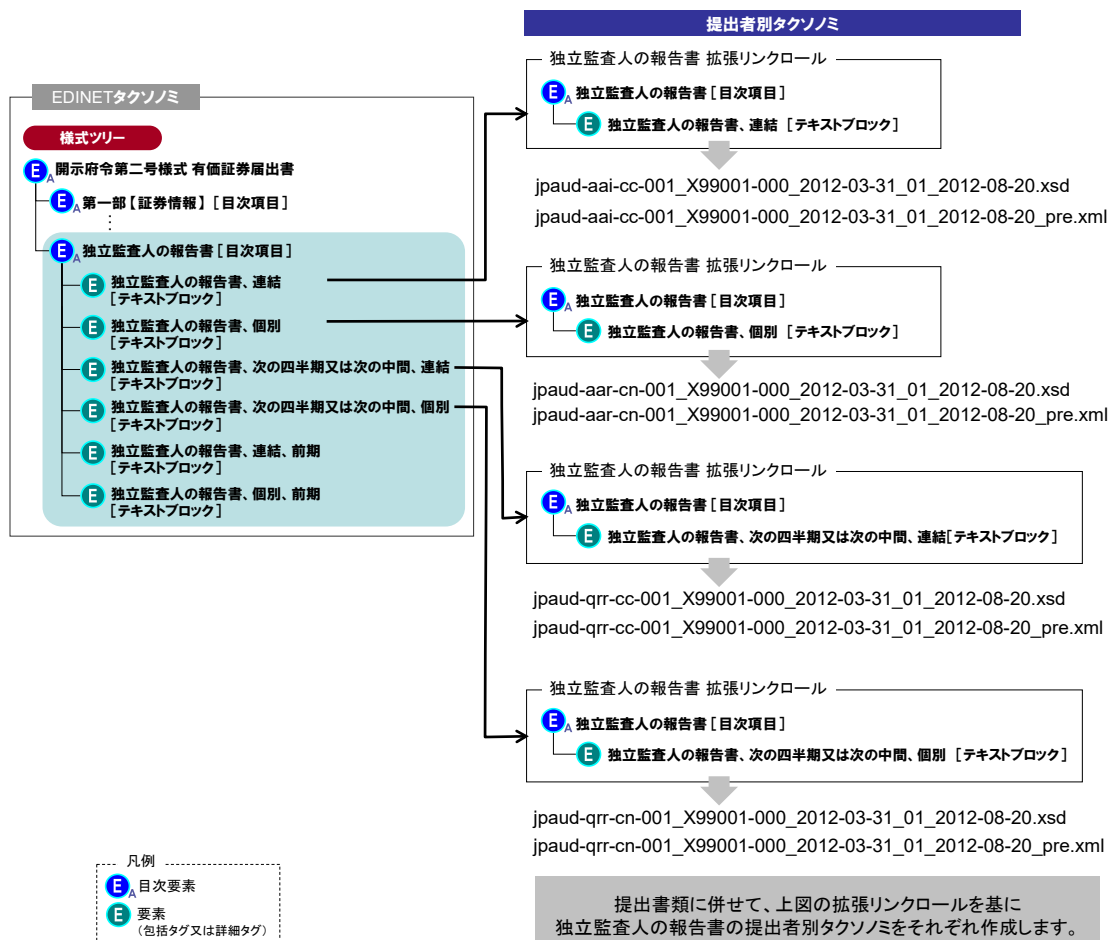 EDINETタクソノミ
様式ツリー
開示府令第二号様式 有価証券届出書
第一部【証券情報】 [目次項目]
独立監査人の報告書 [目次項目]
独立監査人の報告書、連結
[テキストブロック]
独立監査人の報告書、個別
[テキストブロック]
独立監査人の報告書、次の四半期又は次の中間、連結
[テキストブロック]
独立監査人の報告書、次の四半期又は次の中間、個別
[テキストブロック]
独立監査人の報告書、連結、前期
[テキストブロック]
独立監査人の報告書、個別、前期
[テキストブロック]
提出者別タクソノミ
独立監査人の報告書 拡張リンクロール
独立監査人の報告書 [目次項目]
独立監査人の報告書、連結 [テキストブロック]
jpaud-aai-cc-001_X99001-000_2012-03-31_01_2012-08-20.xsd
jpaud-aai-cc-001_X99001-000_2012-03-31_01_2012-08-20_pre.xml
独立監査人の報告書 拡張リンクロール
独立監査人の報告書 [目次項目]
独立監査人の報告書、個別 [テキストブロック]
jpaud-aar-cn-001_X99001-000_2012-03-31_01_2012-08-20.xsd
jpaud-aar-cn-001_X99001-000_2012-03-31_01_2012-08-20_pre.xml
独立監査人の報告書 拡張リンクロール
独立監査人の報告書 [目次項目]
独立監査人の報告書、次の四半期又は次の中間、連結[テキストブロック]
jpaud-qrr-cc-001_X99001-000_2012-03-31_01_2012-08-20.xsd
jpaud-qrr-cc-001_X99001-000_2012-03-31_01_2012-08-20_pre.xml
独立監査人の報告書 拡張リンクロール
独立監査人の報告書 [目次項目]
独立監査人の報告書、次の四半期又は次の中間、個別 [テキストブロック]
jpaud-qrr-cn-001_X99001-000_2012-03-31_01_2012-08-20.xsd
jpaud-qrr-cn-001_X99001-000_2012-03-31_01_2012-08-20_pre.xml
凡例
EA 目次要素
E 要素
(包括タグ又は詳細タグ)
提出書類に併せて、上図の拡張リンクロールを基に
独立監査人の報告書の提出者別タクソノミをそれぞれ作成します。